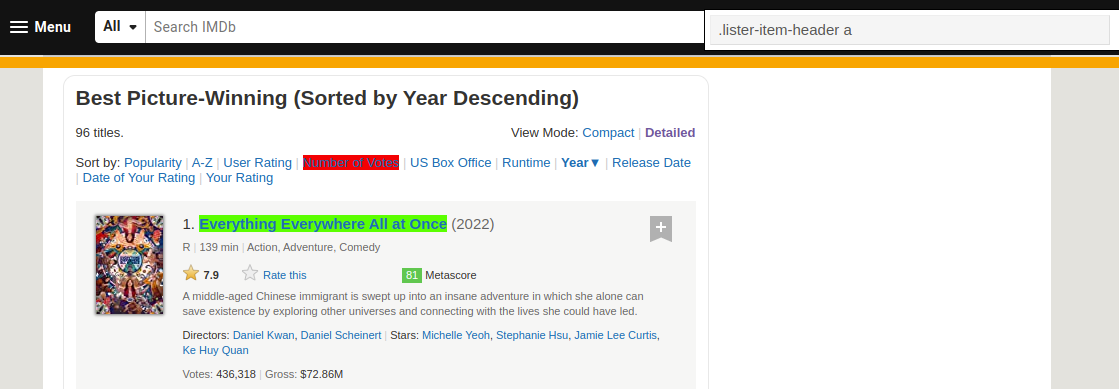 Menu All Search IMDb .lister-item-header a
Best Picture-Winning (Sorted by Year Descending)
96 titles. View Mode: Compact | Detailed
Sort by: Popularity | A-Z | User Rating | Number of Votes | US Box Office | Runtime | Year▼ | Release Date
| Date of Your Rating | Your Rating
1. Everything Everywhere All at Once (2022)
R | 139 min | Action, Adventure, Comedy
7.9 Rate this 81 Metascore
A middle-aged Chinese immigrant is swept up into an insane adventure in which she alone can
save existence by exploring other universes and connecting with the lives she could have led.
Directors: Daniel Kwan, Daniel Scheinert | Stars: Michelle Yeoh, Stephanie Hsu, Jamie Lee Curtis,
Ke Huy Quan
Votes: 436,318 | Gross: $72.86M